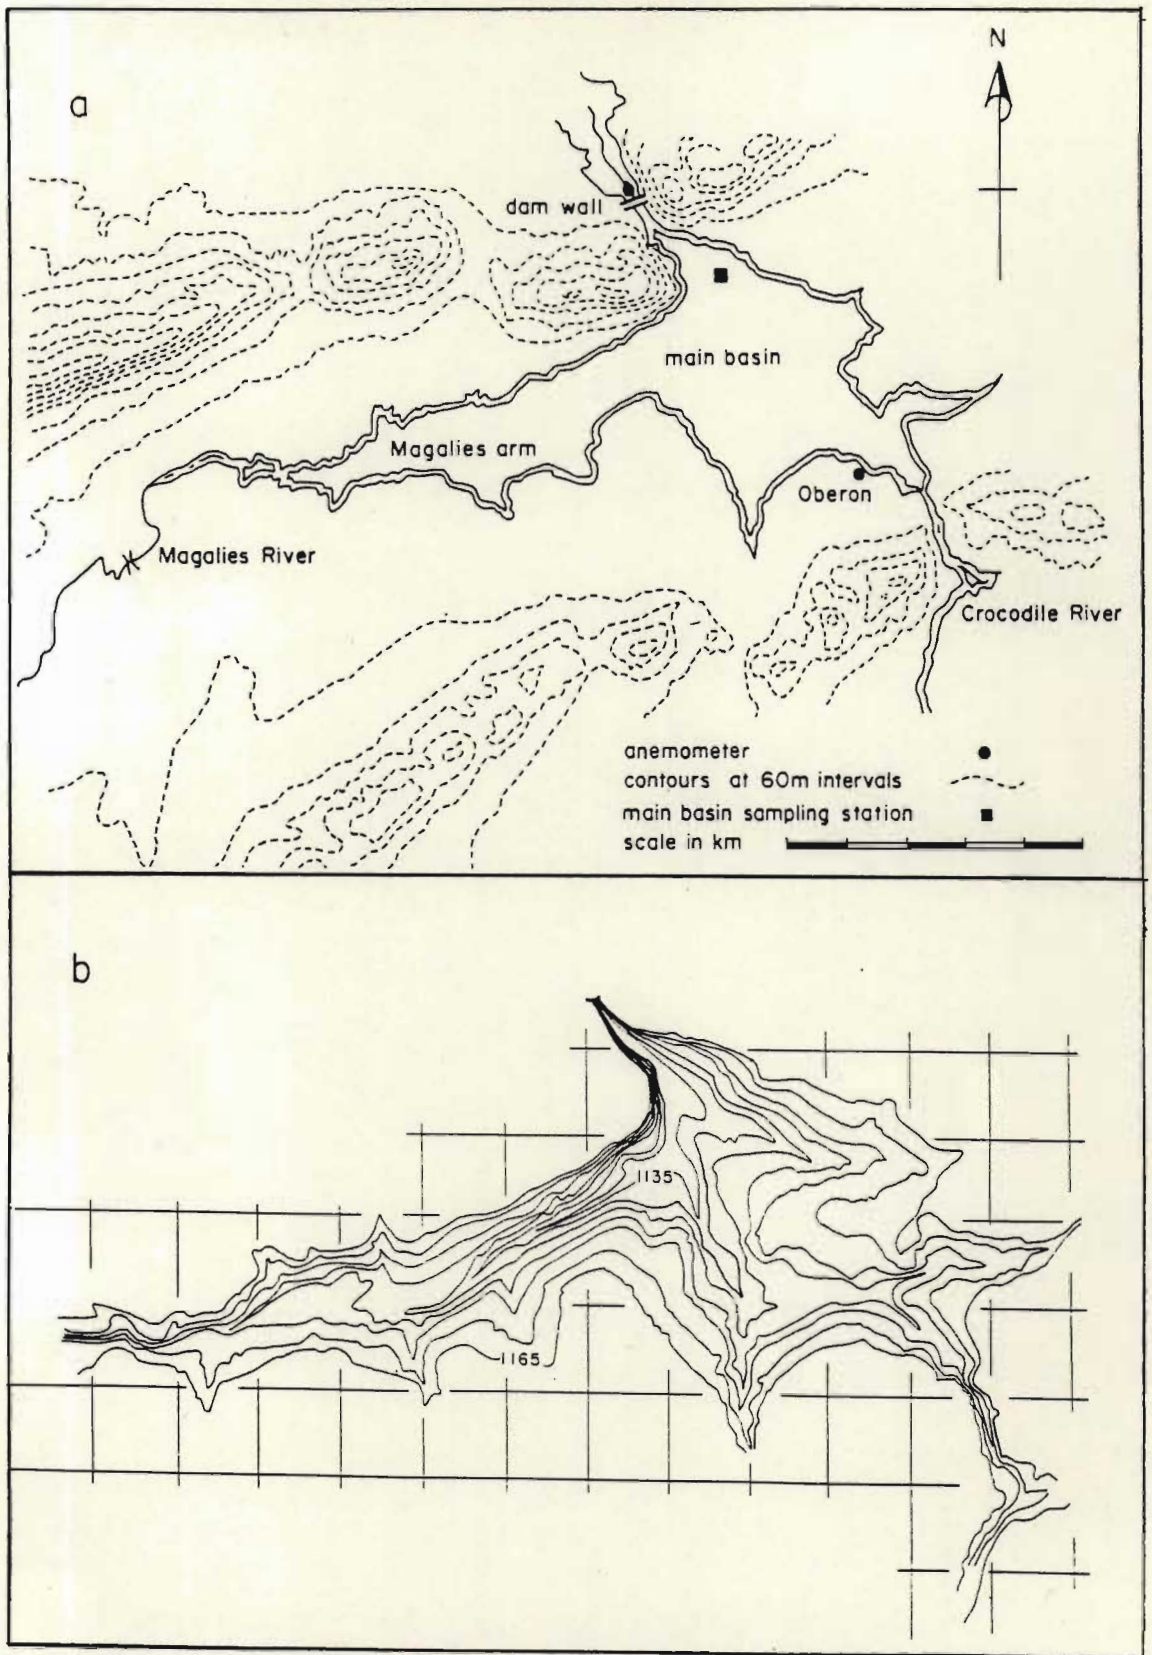 a
N
dam wall
main basin
Magalies arm
Oberon
Magalies River
Crocodile River
anemometer
contours at 60m intervals
main basin sampling station
scale in km
b
1135
1165